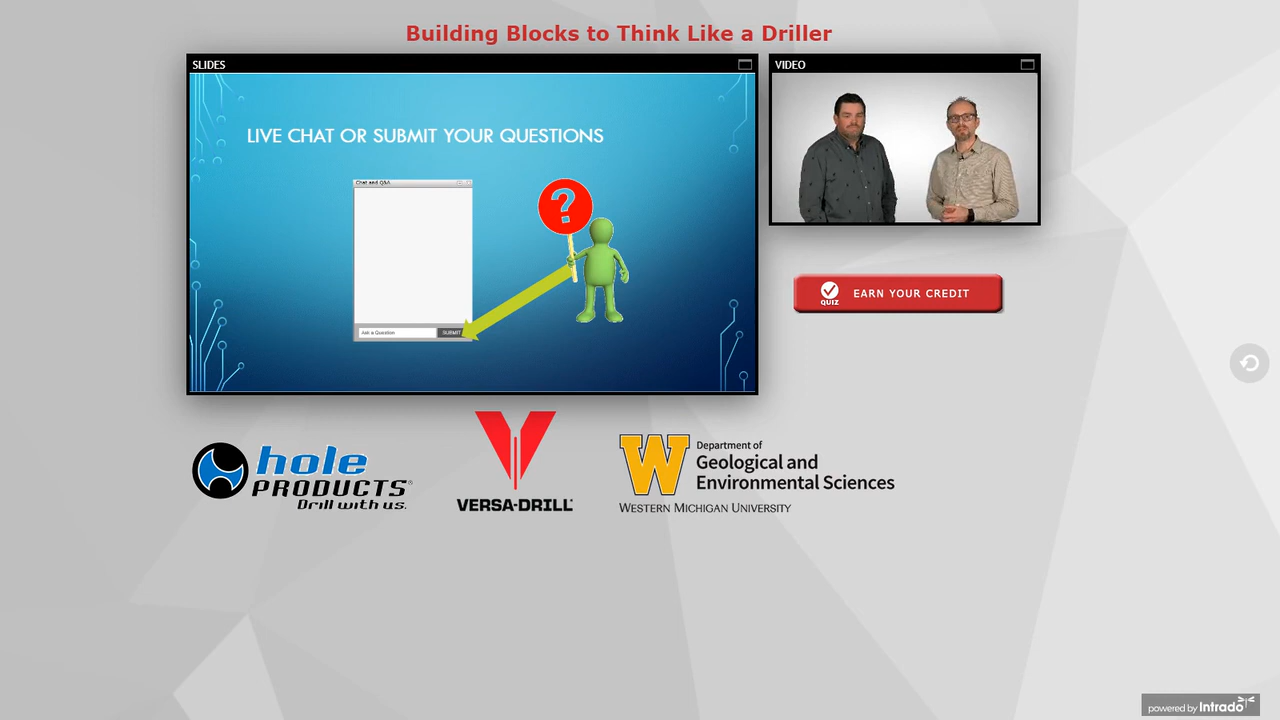 Building Blocks to Think Like a Driller
SLIDES
VIDEO
LIVE CHAT OR SUBMIT YOUR QUESTIONS
Chat and Q&A
?
Ask a Question
SUBMIT
QUIZ
EARN YOUR CREDIT
hole
PRODUCTS®
Drill with us.
VERSA-DRILL
W
Department of
Geological and
Environmental Sciences
WESTERN MICHIGAN UNIVERSITY
powered by Intrado